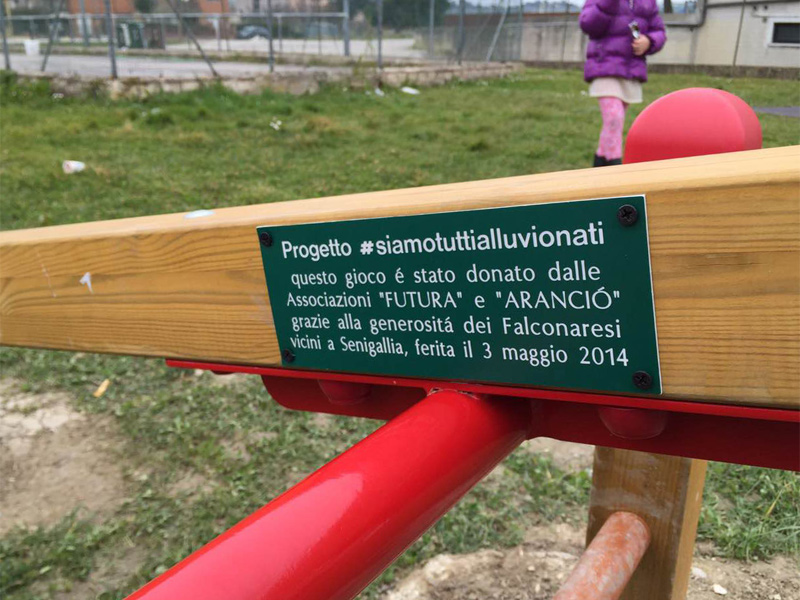 Progetto #siamotuttialluvionati
questo gioco é stato donato dalle
Associazioni "FUTURA" e "ARANCIÓ"
grazie alla generositá dei Falconaresi
vicini a Senigallia, ferita il 3 maggio 2014